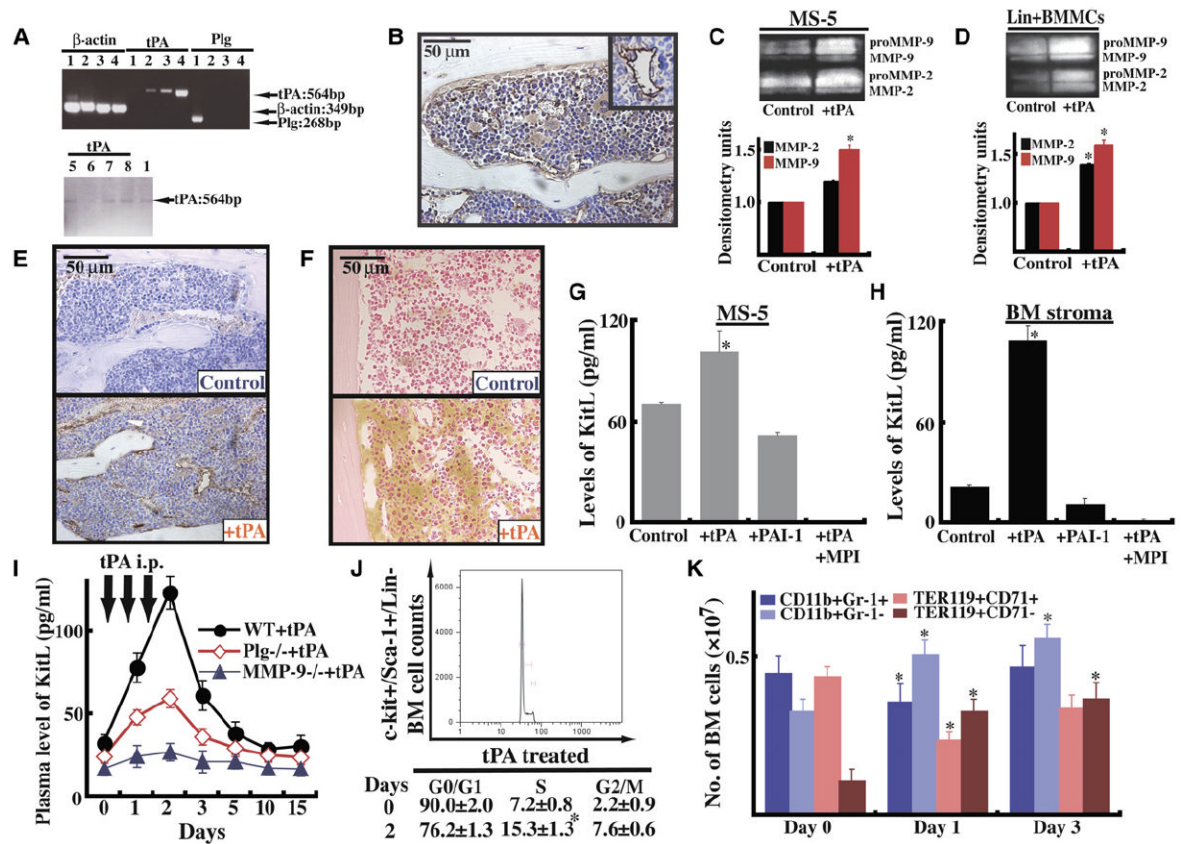 A
β-actin tPA Plg
1 2 3 4 1 2 3 4 1 2 3 4
tPA:564bp
β-actin:349bp
Plg:268bp
tPA
5 6 7 8 1
tPA:564bp
B
50 μm
C
MS-5
proMMP-9
MMP-9
proMMP-2
MMP-2
Control +tPA
Densitometry units
1.5
1.0
MMP-2
MMP-9
*
Control +tPA
D
Lin+BMMCs
proMMP-9
MMP-9
proMMP-2
MMP-2
Control +tPA
Densitometry units
1.5
1.0
MMP-2
MMP-9
* *
Control +tPA
E
50 μm
Control
+tPA
F
50 μm
Control
+tPA
G
MS-5
Levels of KitL (pg/ml)
120
60
0
*
Control +tPA +PAI-1 +tPA
+MPI
H
BM stroma
Levels of KitL (pg/ml)
120
60
0
*
Control +tPA +PAI-1 +tPA
+MPI
I
tPA i.p.
Plasma level of KitL (pg/ml)
100
50
0
WT+tPA
Plg-/-+tPA
MMP-9-/-+tPA
0 1 2 3 5 10 15
Days
J
c-kit+/Sca-1+/Lin-
BM cell counts
6000
4000
2000
0
1 10 100 1000
tPA treated
Days G0/G1 S G2/M
0 90.0±2.0 7.2±0.8 2.2±0.9
2 76.2±1.3 15.3±1.3* 7.6±0.6
K
No. of BM cells (×10⁷)
0.5
CD11b+Gr-1+ TER119+CD71+
CD11b+Gr-1- TER119+CD71-
* * * *
* *
Day 0 Day 1 Day 3